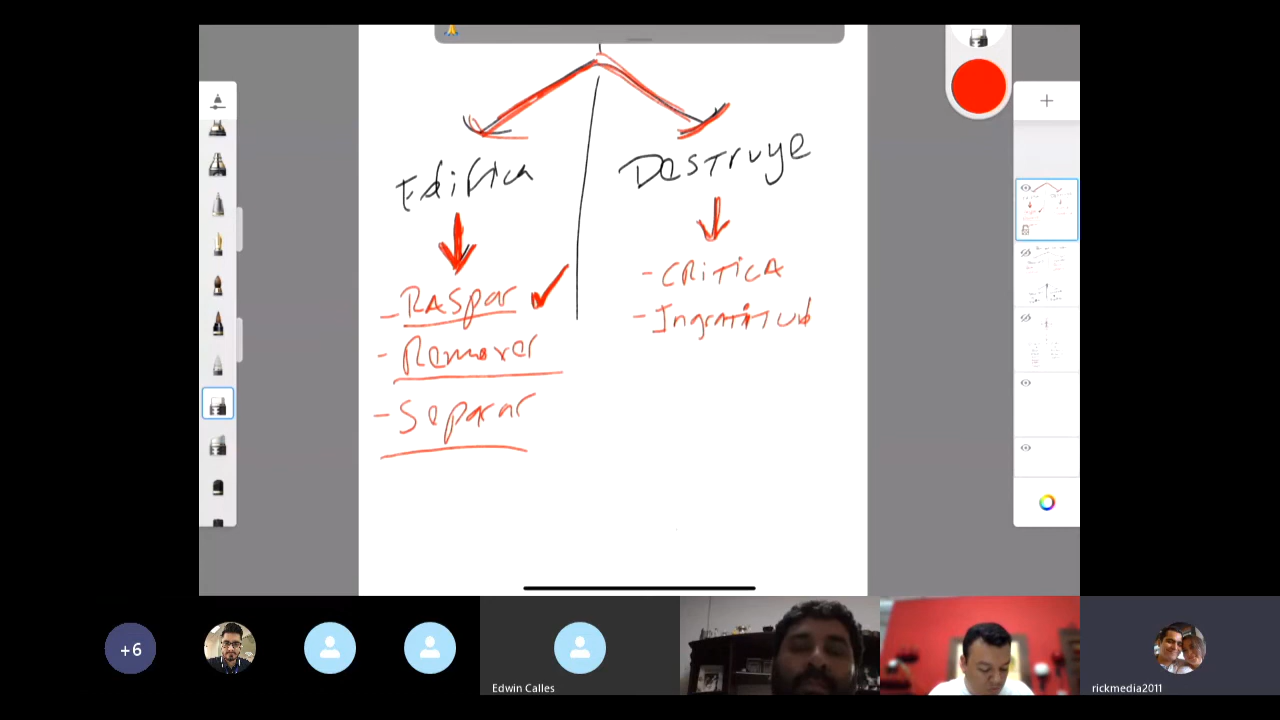 Edifica
Destruye
- RASpar ✓
- Remover
- Separar
- CRiTiCA
- IngratiTud
+6
Edwin Calles
rickmedia2011